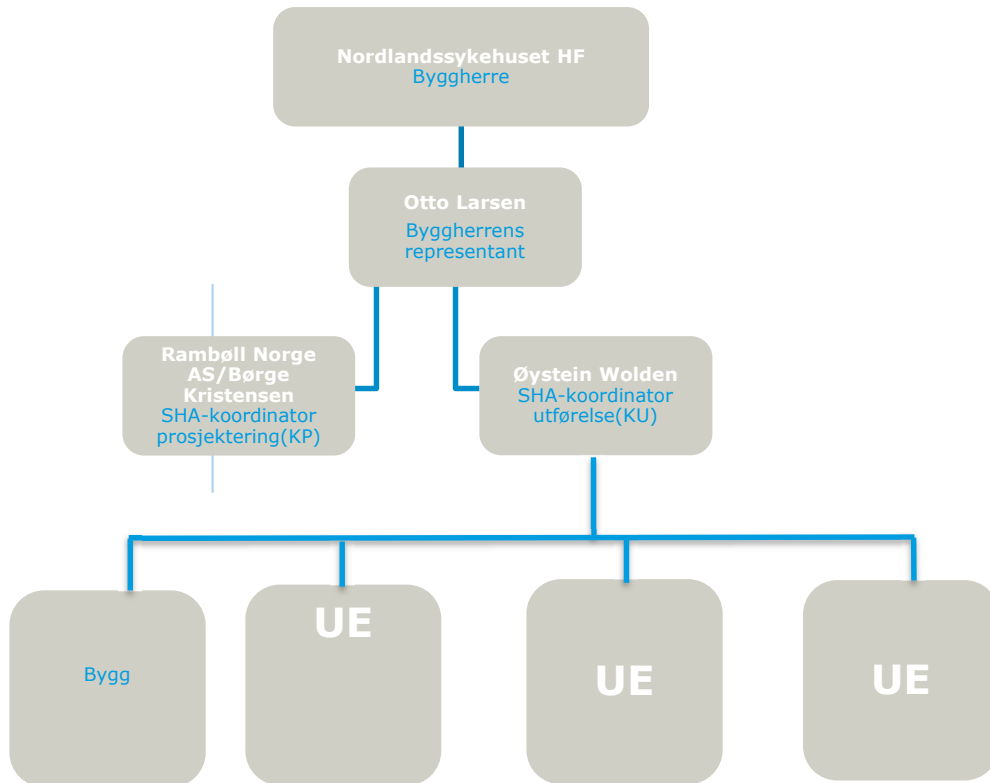 Nordlandssykehuset HF
Byggherre
Otto Larsen
Byggherrens
representant
Rambøll Norge
AS/Børge
Kristensen
SHA-koordinator
prosjektering(KP)
Øystein Wolden
SHA-koordinator
utførelse(KU)
Bygg
UE
UE
UE